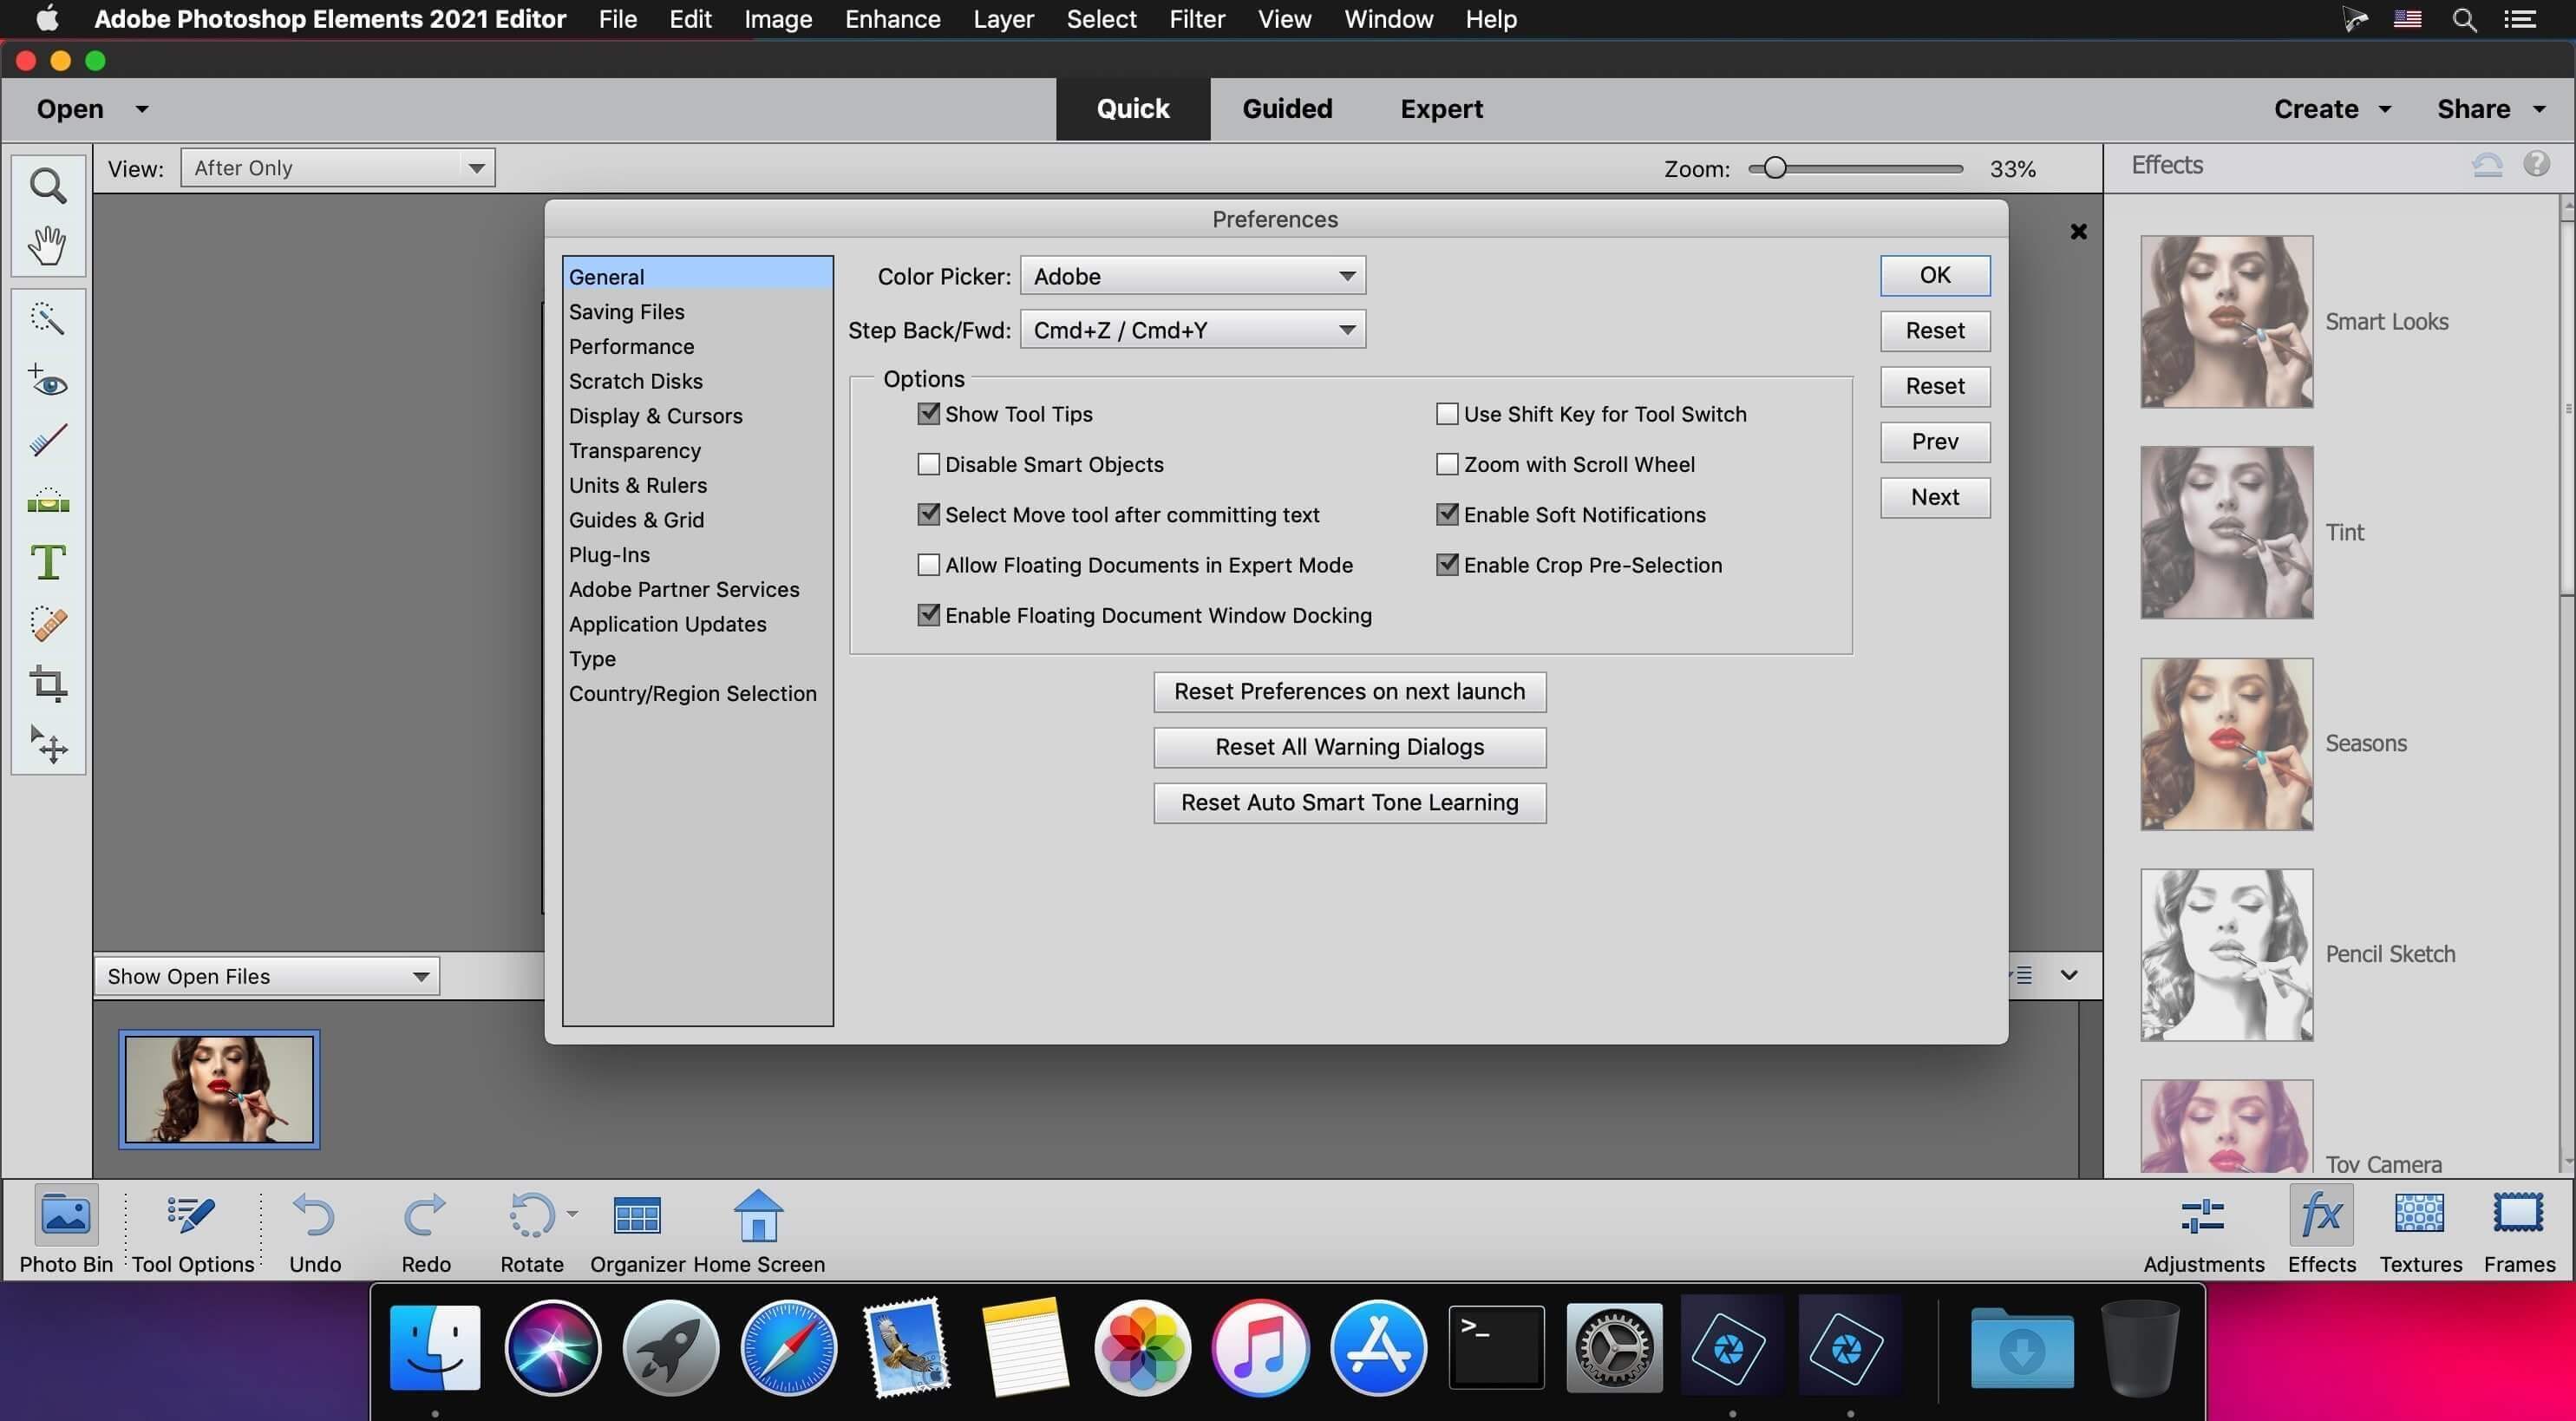 Adobe Photoshop Elements 2021 Editor File Edit Image Enhance Layer Select Filter View Window Help
Open Quick Guided Expert Create Share
View: After Only Zoom: 33% Effects
Preferences
General
Saving Files
Performance
Scratch Disks
Display & Cursors
Transparency
Units & Rulers
Guides & Grid
Plug-Ins
Adobe Partner Services
Application Updates
Type
Country/Region Selection
Color Picker: Adobe
Step Back/Fwd: Cmd+Z / Cmd+Y
Options
Show Tool Tips
Disable Smart Objects
Select Move tool after committing text
Allow Floating Documents in Expert Mode
Enable Floating Document Window Docking
Use Shift Key for Tool Switch
Zoom with Scroll Wheel
Enable Soft Notifications
Enable Crop Pre-Selection
Reset Preferences on next launch
Reset All Warning Dialogs
Reset Auto Smart Tone Learning
OK
Reset
Reset
Prev
Next
Smart Looks
Tint
Seasons
Pencil Sketch
Toy Camera
Show Open Files
Photo Bin Tool Options Undo Redo Rotate Organizer Home Screen Adjustments Effects Textures Frames